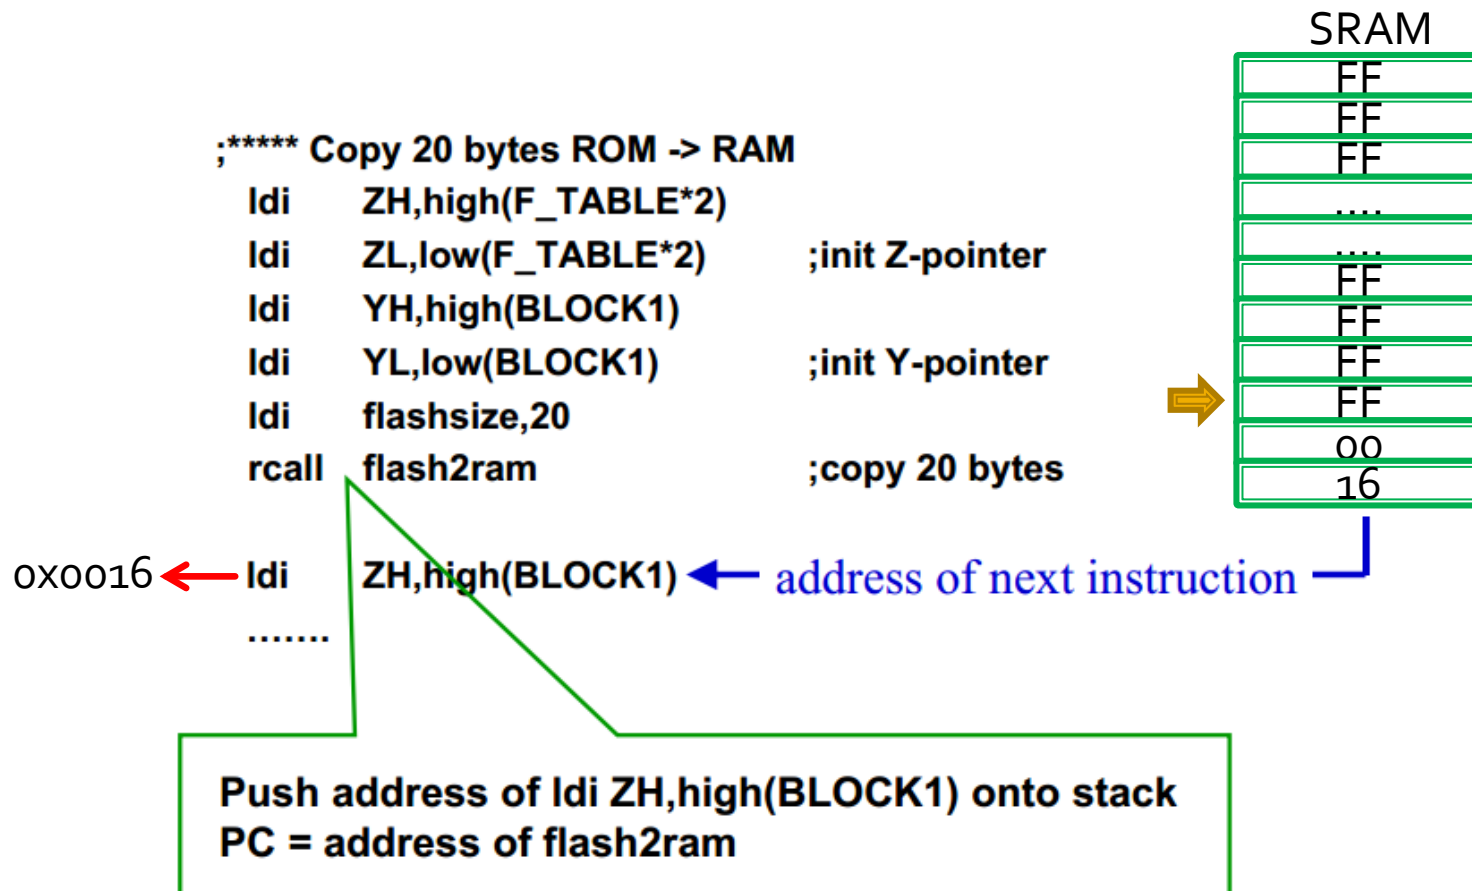 SRAM
FF
FF
FF
....
....
FF
FF
FF
FF
00
16
;***** Copy 20 bytes ROM -> RAM
ldi ZH,high(F_TABLE*2)
ldi ZL,low(F_TABLE*2) ;init Z-pointer
ldi YH,high(BLOCK1)
ldi YL,low(BLOCK1) ;init Y-pointer
ldi flashsize,20
rcall flash2ram ;copy 20 bytes
0x0016 ldi ZH,high(BLOCK1) address of next instruction
.......
Push address of ldi ZH,high(BLOCK1) onto stack
PC = address of flash2ram